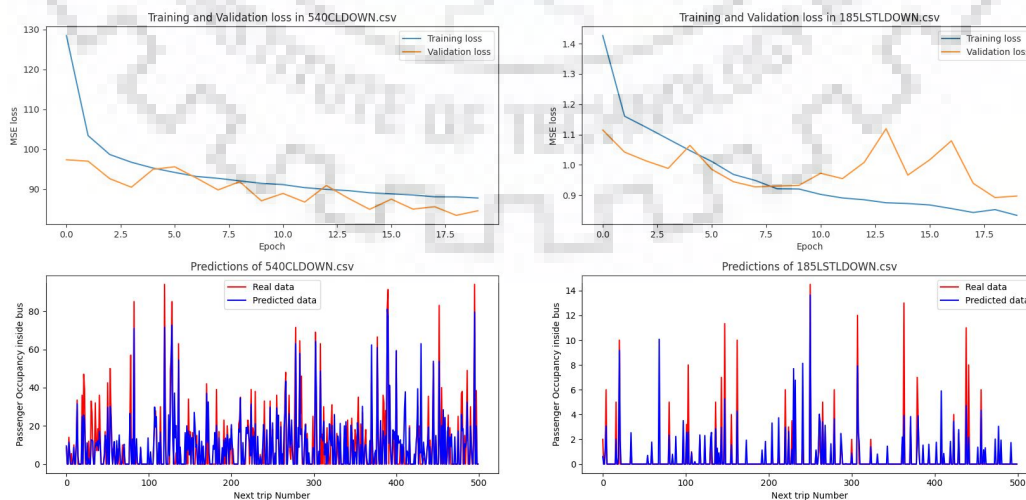 Training and Validation loss in 540CLDOWN.csv
130
120
110
100
90
MSE loss
Training loss
Validation loss
0.0 2.5 5.0 7.5 10.0 12.5 15.0 17.5
Epoch
Training and Validation loss in 185LSTLDOWN.csv
1.4
1.3
1.2
1.1
1.0
0.9
MSE loss
Training loss
Validation loss
0.0 2.5 5.0 7.5 10.0 12.5 15.0 17.5
Epoch
OF TE
Predictions of 540CLDOWN.csv
80
60
40
20
0
Passenger Occupancy inside bus
Real data
Predicted data
0 100 200 300 400 500
Next trip Number
Predictions of 185LSTLDOWN.csv
14
12
10
8
6
4
2
0
Passenger Occupancy inside bus
Real data
Predicted data
0 100 200 300 400 500
Next trip Number